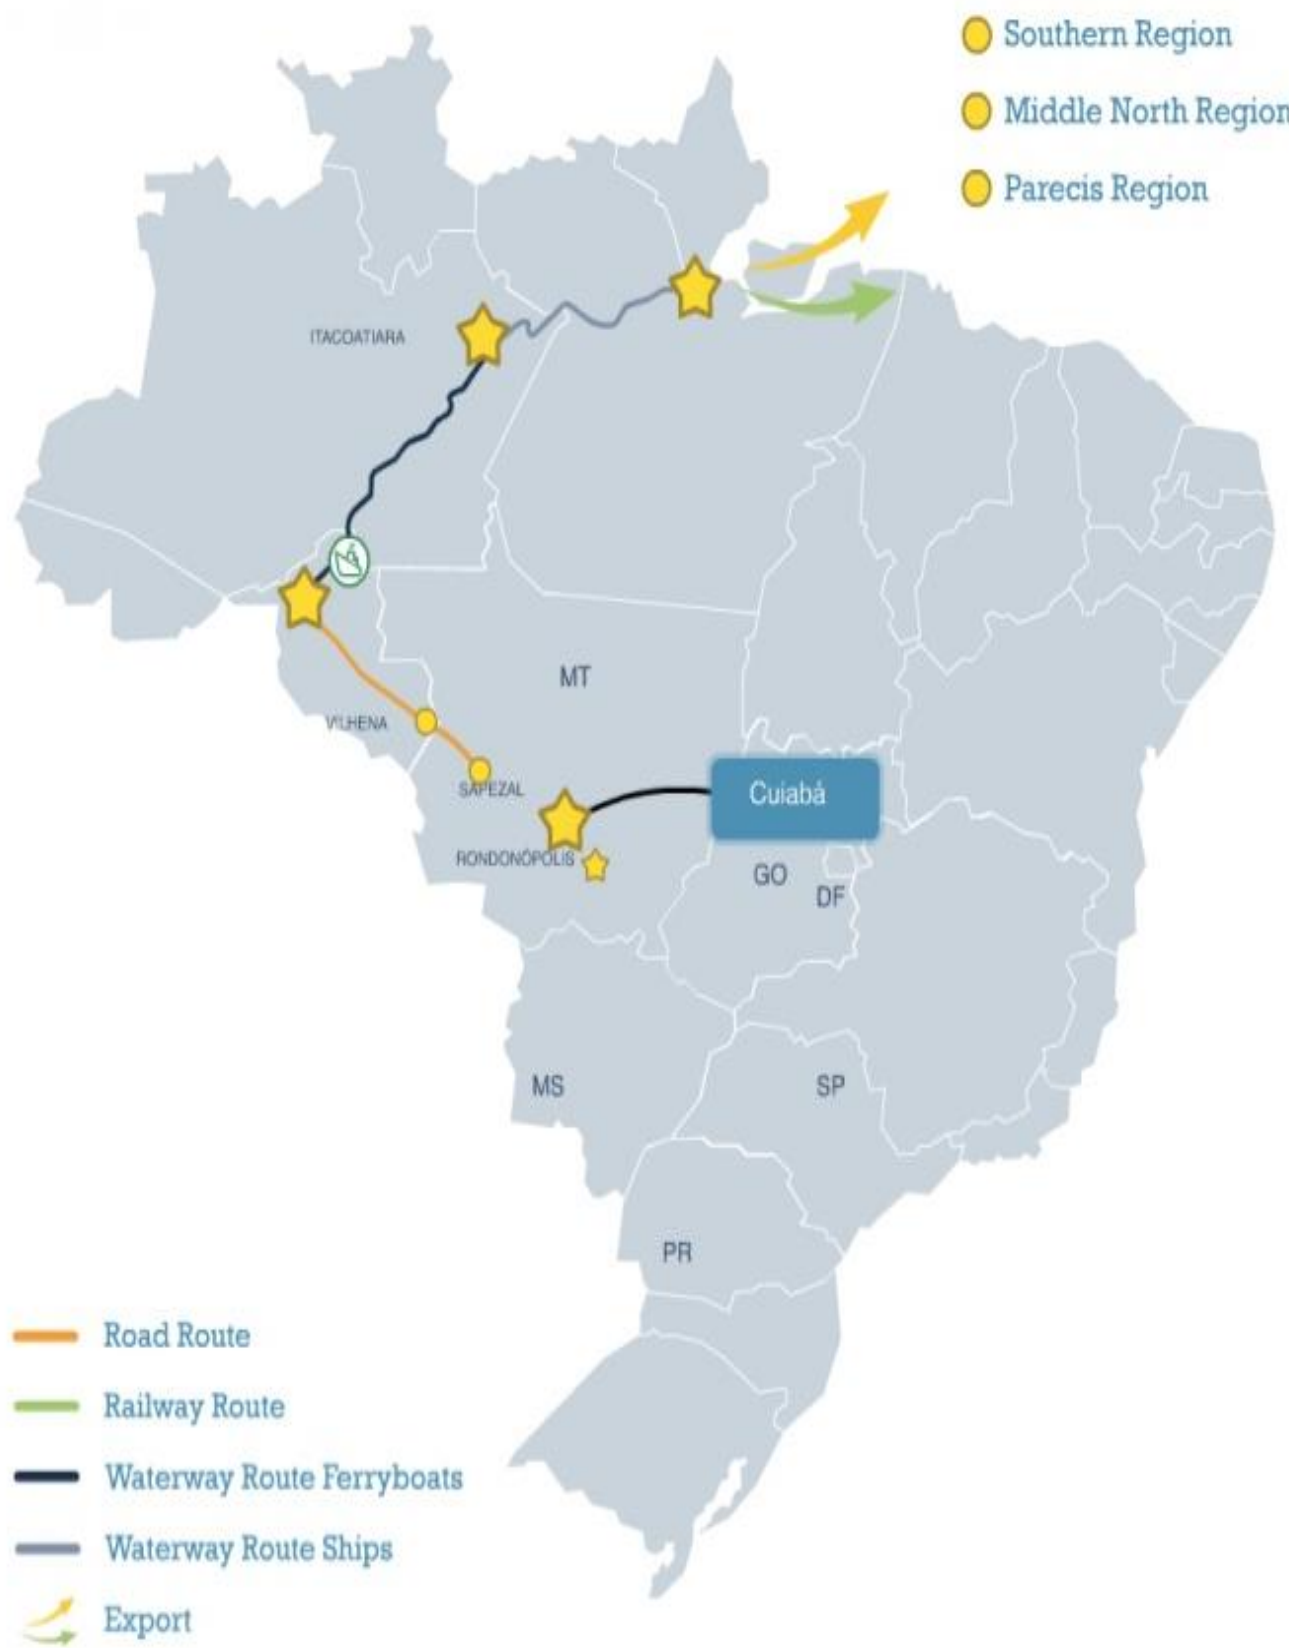 Southern Region
Middle North Region
Parecis Region
ITACOATIARA
MT
VILHENA
SAPEZAL
Cuiabá
RONDONÓPOLIS
GO
DF
MS
SP
PR
Road Route
Railway Route
Waterway Route Ferryboats
Waterway Route Ships
Export